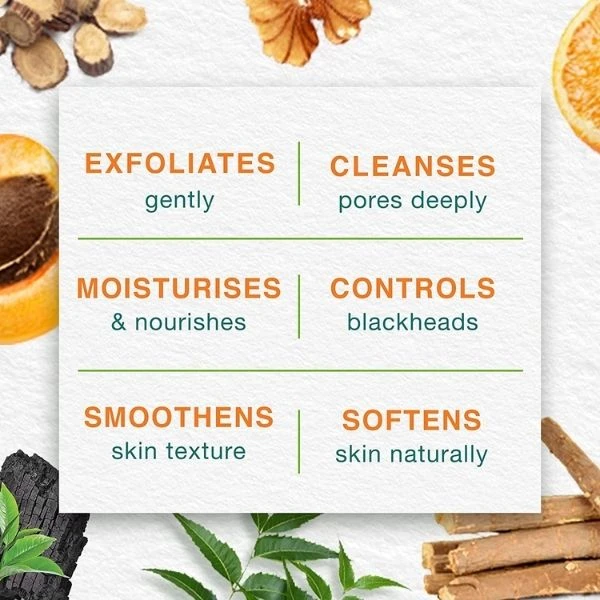 EXFOLIATES
gently
CLEANSES
pores deeply
MOISTURISES
& nourishes
CONTROLS
blackheads
SMOOTHENS
skin texture
SOFTENS
skin naturally